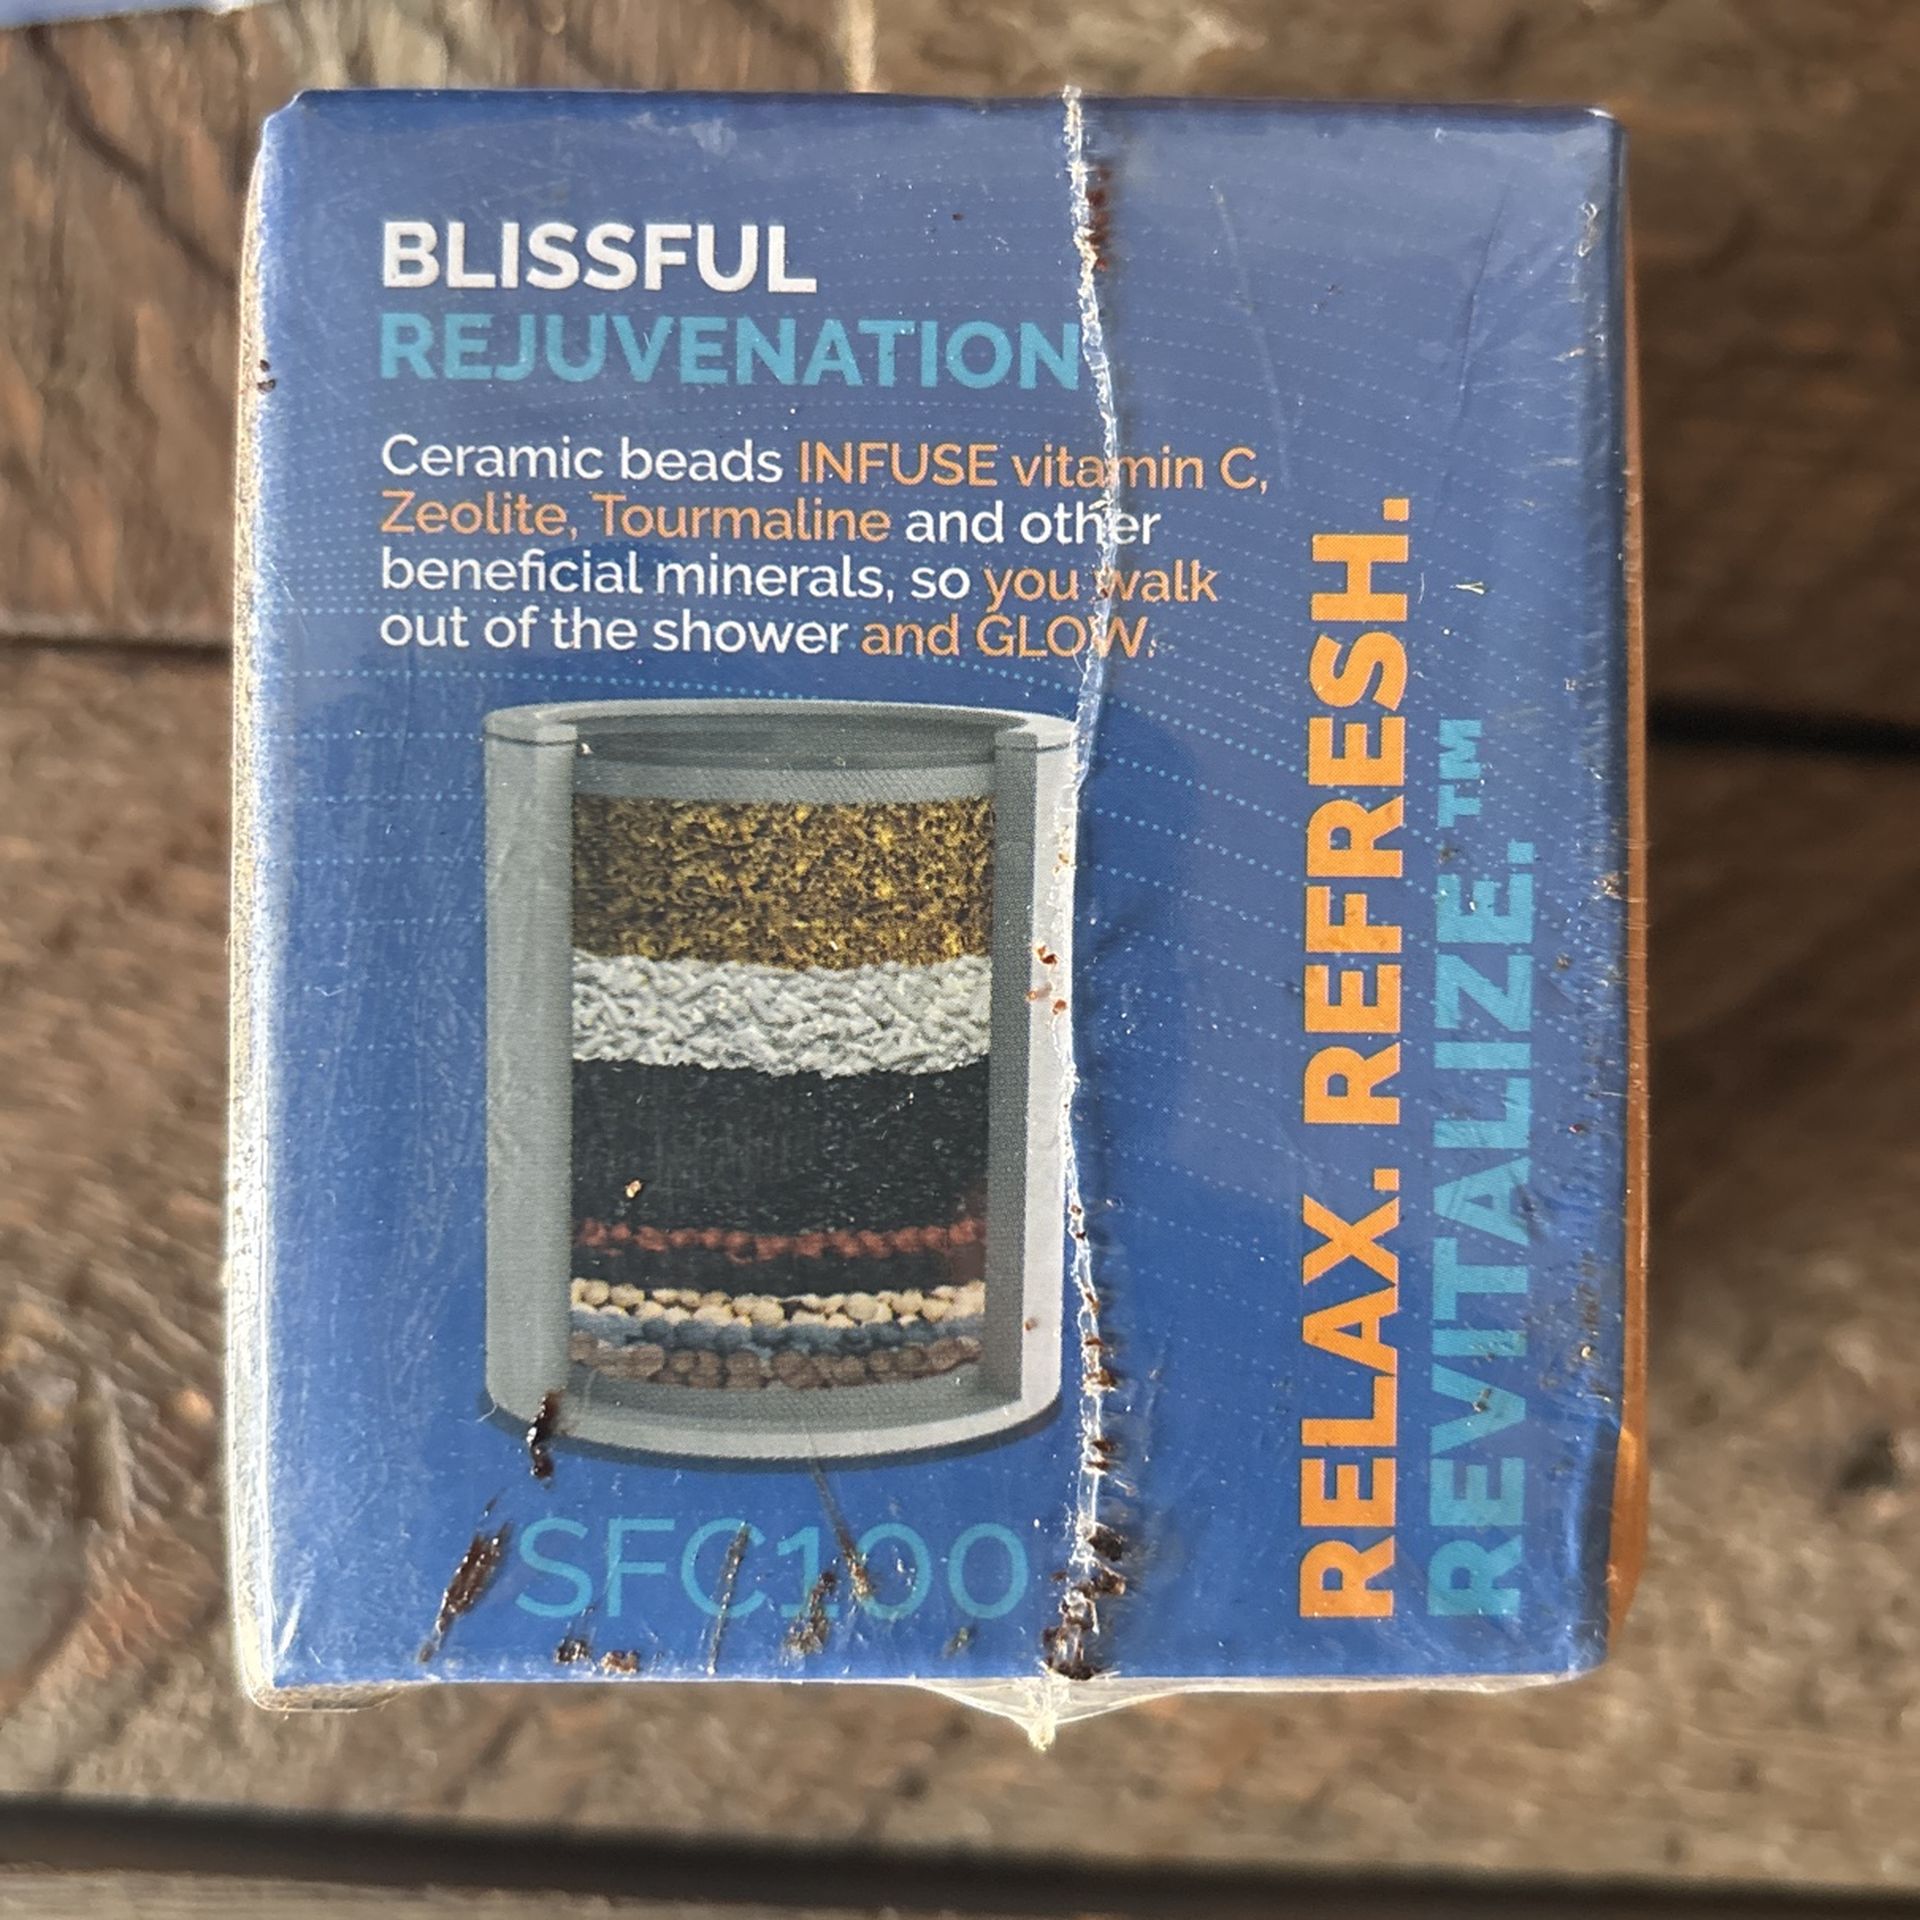 BLISSFUL
REJUVENATION
Ceramic beads INFUSE vitamin C,
Zeolite, Tourmaline and other
beneficial minerals, so you walk
out of the shower and GLOW.
SFC100
RELAX. REFRESH.
REVITALIZE.™